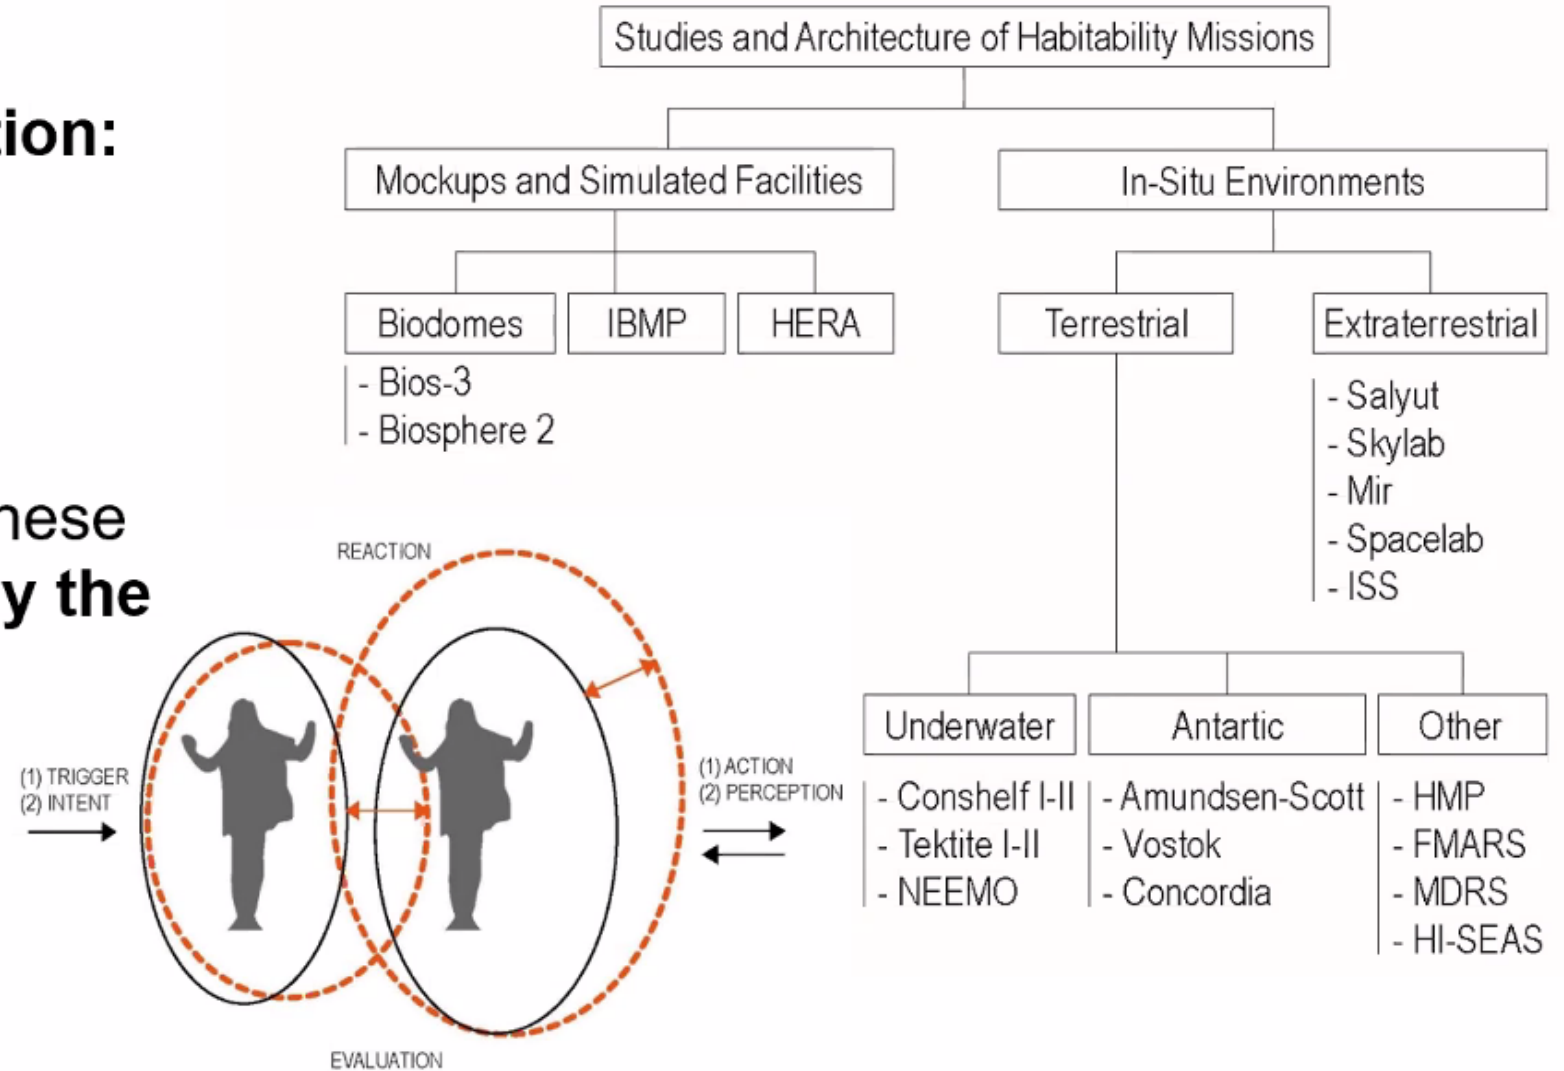 Studies and Architecture of Habitability Missions
tion:
Mockups and Simulated Facilities
In-Situ Environments
Biodomes
IBMP
HERA
Terrestrial
Extraterrestrial
- Bios-3
- Biosphere 2
- Salyut
- Skylab
- Mir
- Spacelab
- ISS
hese
y the
REACTION
(1) TRIGGER
(2) INTENT
(1) ACTION
(2) PERCEPTION
EVALUATION
Underwater
Antartic
Other
- Conshelf I-II
- Tektite I-II
- NEEMO
- Amundsen-Scott
- Vostok
- Concordia
- HMP
- FMARS
- MDRS
- HI-SEAS